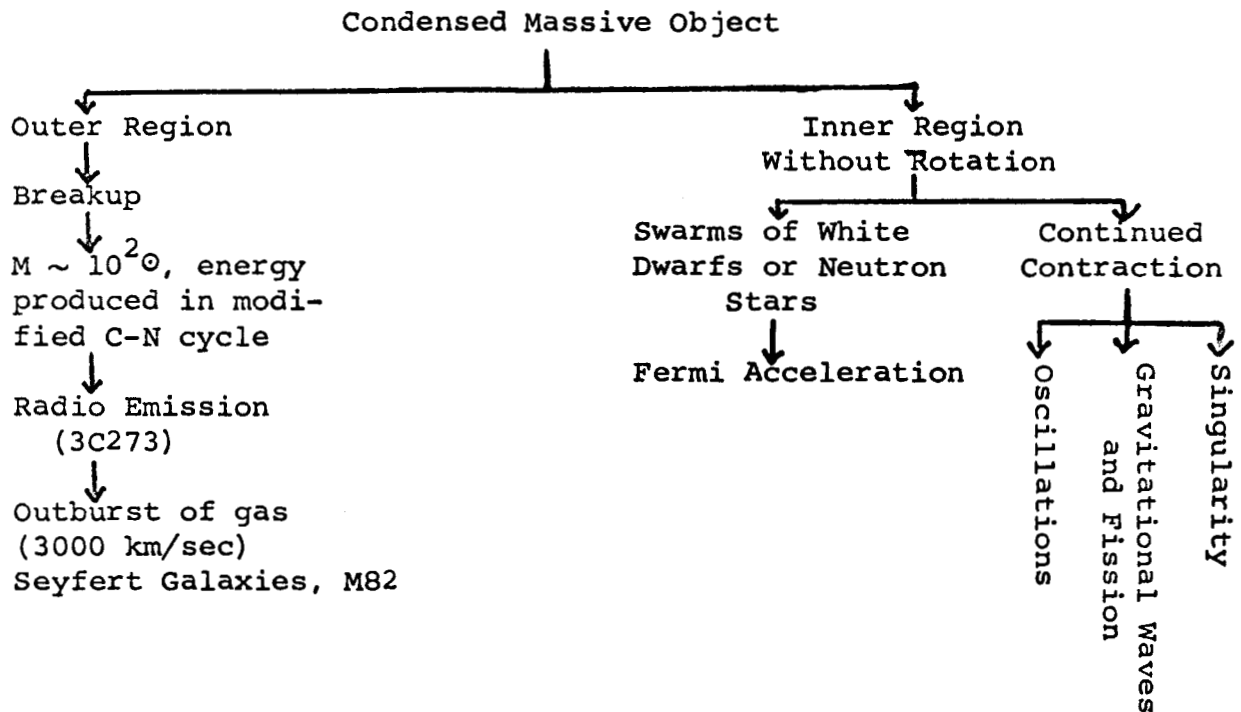 Condensed Massive Object
Outer Region
Breakup
M ~ 10²⊙, energy
produced in modi-
fied C-N cycle
Radio Emission
(3C273)
Outburst of gas
(3000 km/sec)
Seyfert Galaxies, M82
Inner Region
Without Rotation
Swarms of White
Dwarfs or Neutron
Stars
Fermi Acceleration
Continued
Contraction
Oscillations
Gravitational Waves
and Fission
Singularity